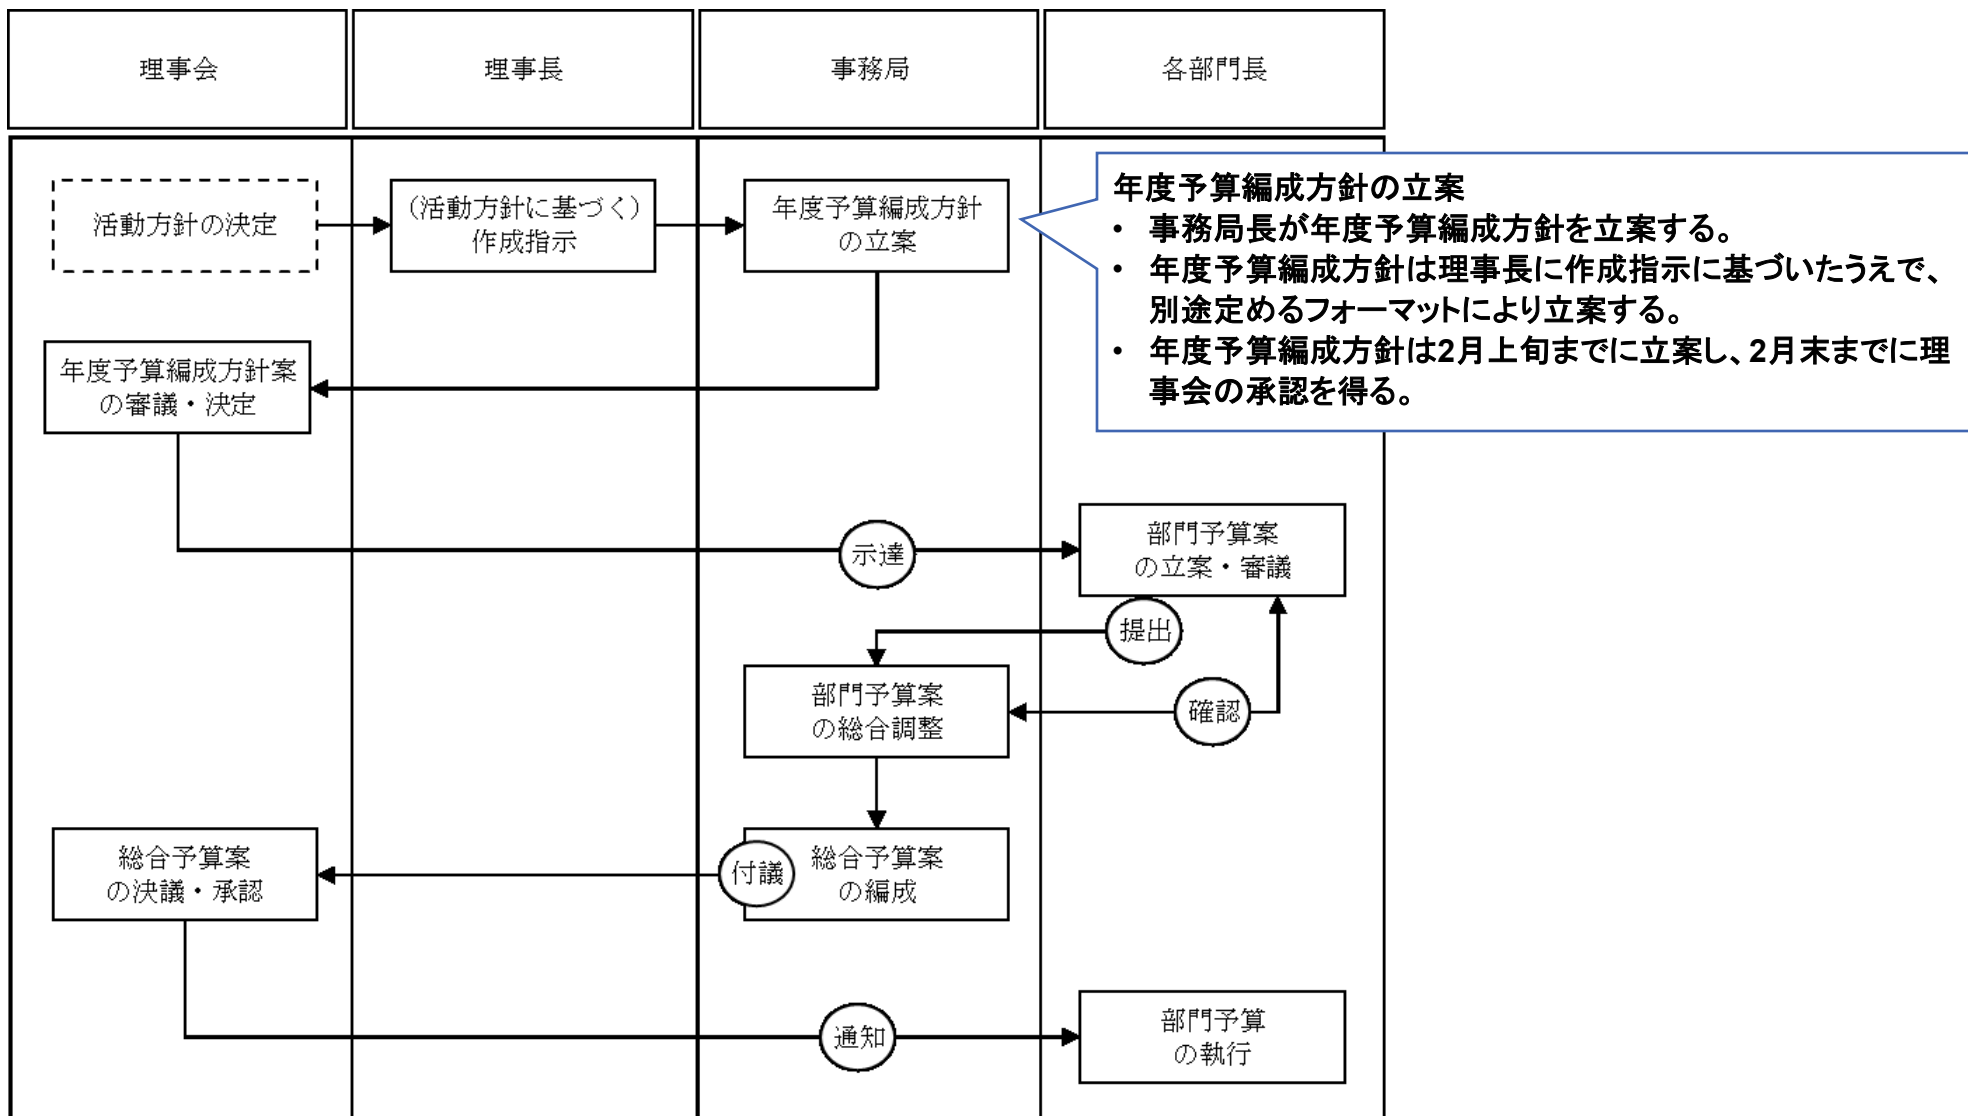 理事会
理事長
事務局
各部門長
活動方針の決定
(活動方針に基づく)
作成指示
年度予算編成方針
の立案
年度予算編成方針の立案
• 事務局長が年度予算編成方針を立案する。
• 年度予算編成方針は理事長に作成指示に基づいたうえで、
別途定めるフォーマットにより立案する。
• 年度予算編成方針は2月上旬までに立案し、2月末までに理
事会の承認を得る。
年度予算編成方針案
の審議・決定
示達
部門予算案
の立案・審議
提出
部門予算案
の総合調整
確認
総合予算案
の決議・承認
付議
総合予算案
の編成
通知
部門予算
の執行